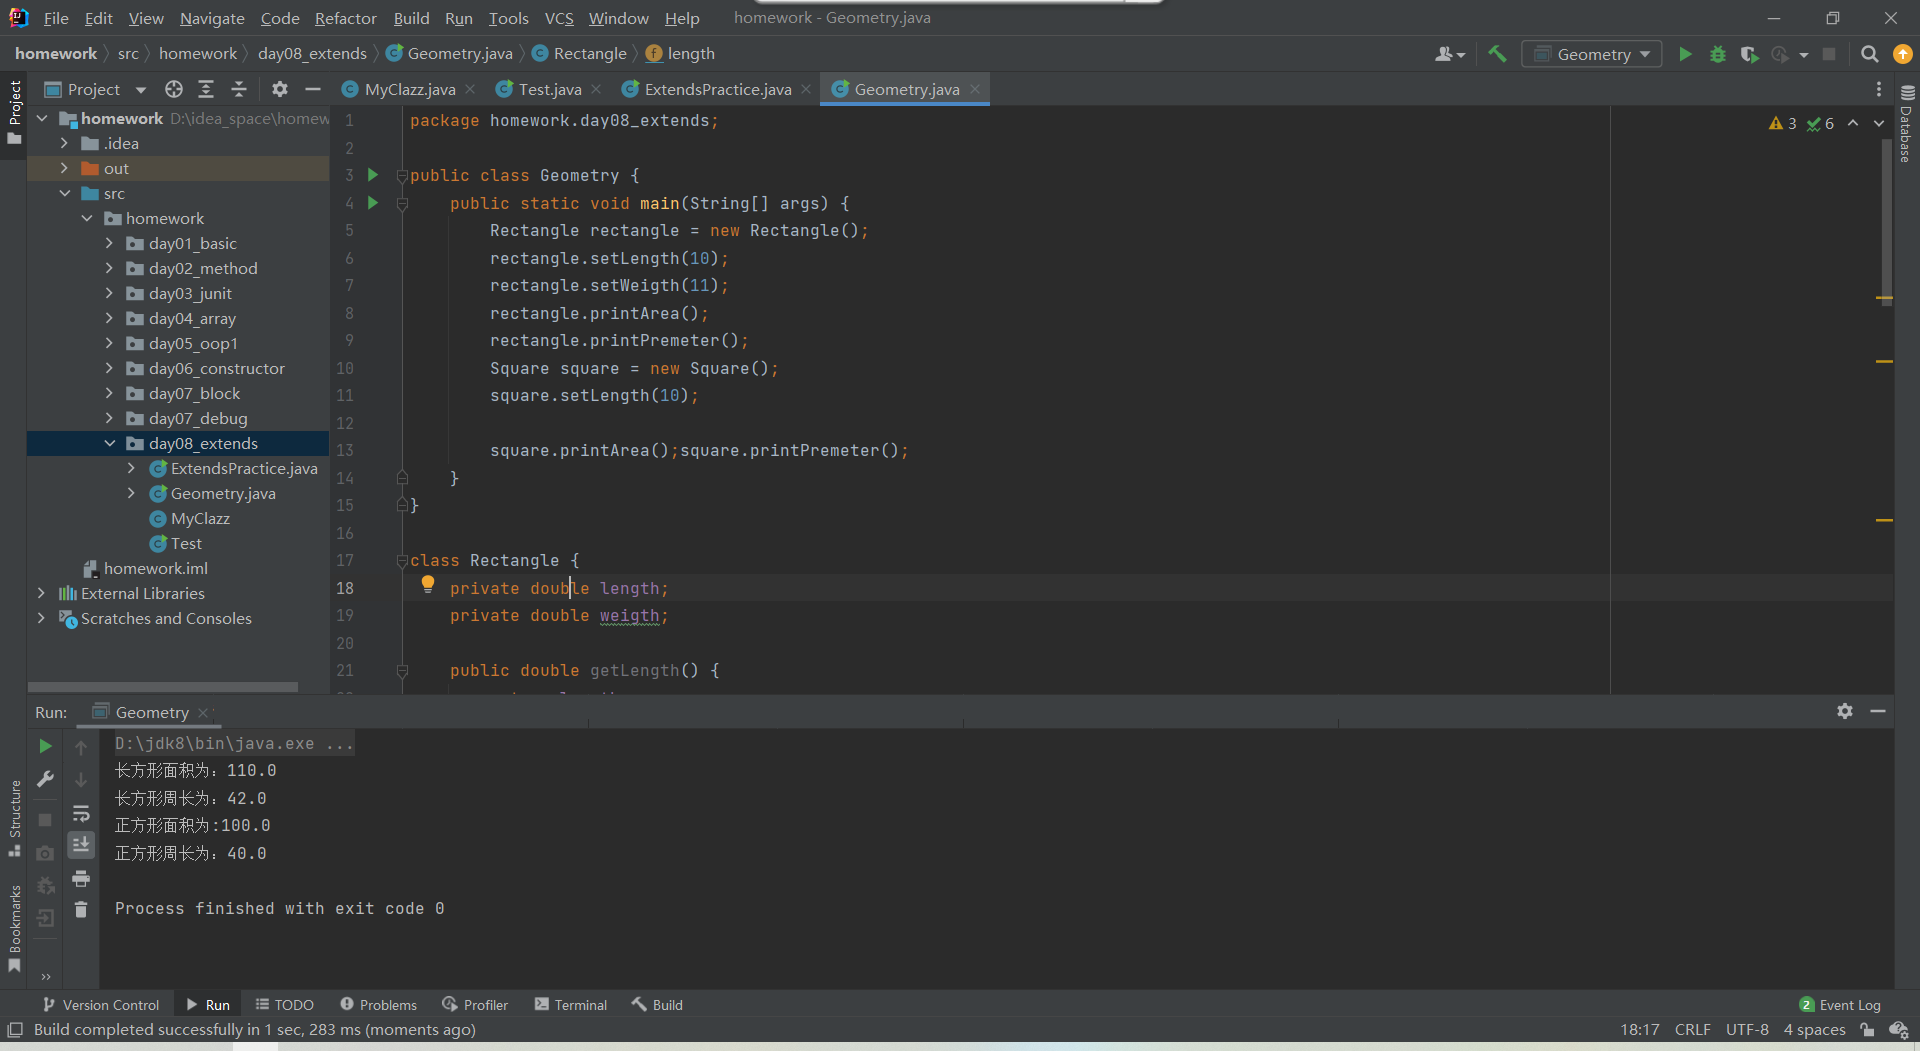 File Edit View Navigate Code Refactor Build Run Tools VCS Window Help homework - Geometry.java
homework src homework day08_extends Geometry.java Rectangle length Geometry
Project MyClazz.java Test.java ExtendsPractice.java Geometry.java
Project
Structure
Bookmarks
Database
homework D:\idea_space\homew
.idea
out
src
homework
day01_basic
day02_method
day03_junit
day04_array
day05_oop1
day06_constructor
day07_block
day07_debug
day08_extends
ExtendsPractice.java
Geometry.java
MyClazz
Test
homework.iml
External Libraries
Scratches and Consoles
3 6
1 package homework.day08_extends;
2
3 public class Geometry {
4 public static void main(String[] args) {
5 Rectangle rectangle = new Rectangle();
6 rectangle.setLength(10);
7 rectangle.setWeigth(11);
8 rectangle.printArea();
9 rectangle.printPremeter();
10 Square square = new Square();
11 square.setLength(10);
12
13 square.printArea();square.printPremeter();
14 }
15 }
16
17 class Rectangle {
18 private double length;
19 private double weigth;
20
21 public double getLength() {
Run: Geometry
D:\jdk8\bin\java.exe ...
长方形面积为：110.0
长方形周长为：42.0
正方形面积为:100.0
正方形周长为：40.0
Process finished with exit code 0
Version Control Run TODO Problems Profiler Terminal Build 2 Event Log
Build completed successfully in 1 sec, 283 ms (moments ago) 18:17 CRLF UTF-8 4 spaces